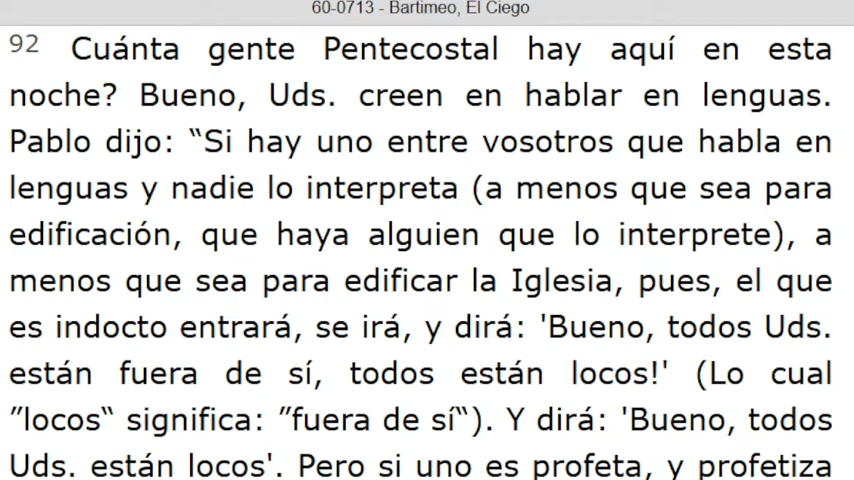 60-0713 - Bartimeo, El Ciego
92 Cuánta gente Pentecostal hay aquí en esta
noche? Bueno, Uds. creen en hablar en lenguas.
Pablo dijo: “Si hay uno entre vosotros que habla en
lenguas y nadie lo interpreta (a menos que sea para
edificación, que haya alguien que lo interprete), a
menos que sea para edificar la Iglesia, pues, el que
es indocto entrará, se irá, y dirá: 'Bueno, todos Uds.
están fuera de sí, todos están locos!' (Lo cual
”locos“ significa: ”fuera de sí“). Y dirá: 'Bueno, todos
Uds. están locos'. Pero si uno es profeta, y profetiza